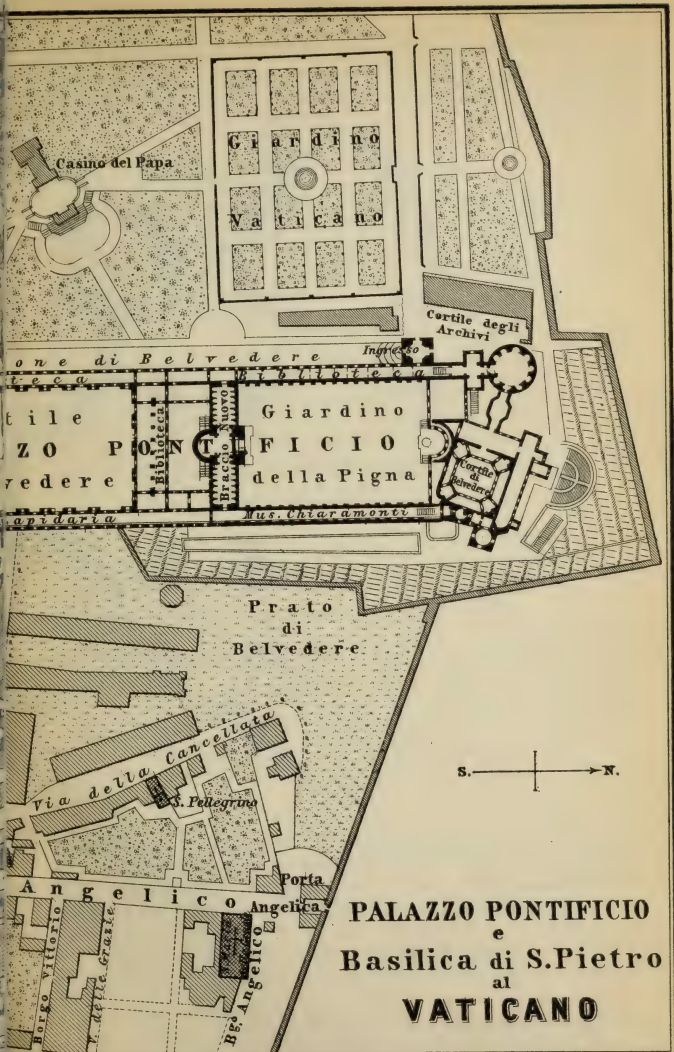 Casino del Papa
Giardino
Vaticano
Cortile degli
Archivi
Ingresso
one di Belvedere
teca
Biblioteca
tile
Biblioteca
Braccio Nuovo
Giardino
ZO PONTIFICIO
vedere
della Pigna
Cortile
di
Belvedere
apidaria
Mus. Chiaramonti
Prato
di
Belvedere
Via della Cancellata
S. Pellegrino
S. N.
Angelico
Porta
Angelica
Borgo Vittorio
V. delle Grazie
Bgo. Angelico
PALAZZO PONTIFICIO
e
Basilica di S. Pietro
al
VATICANO